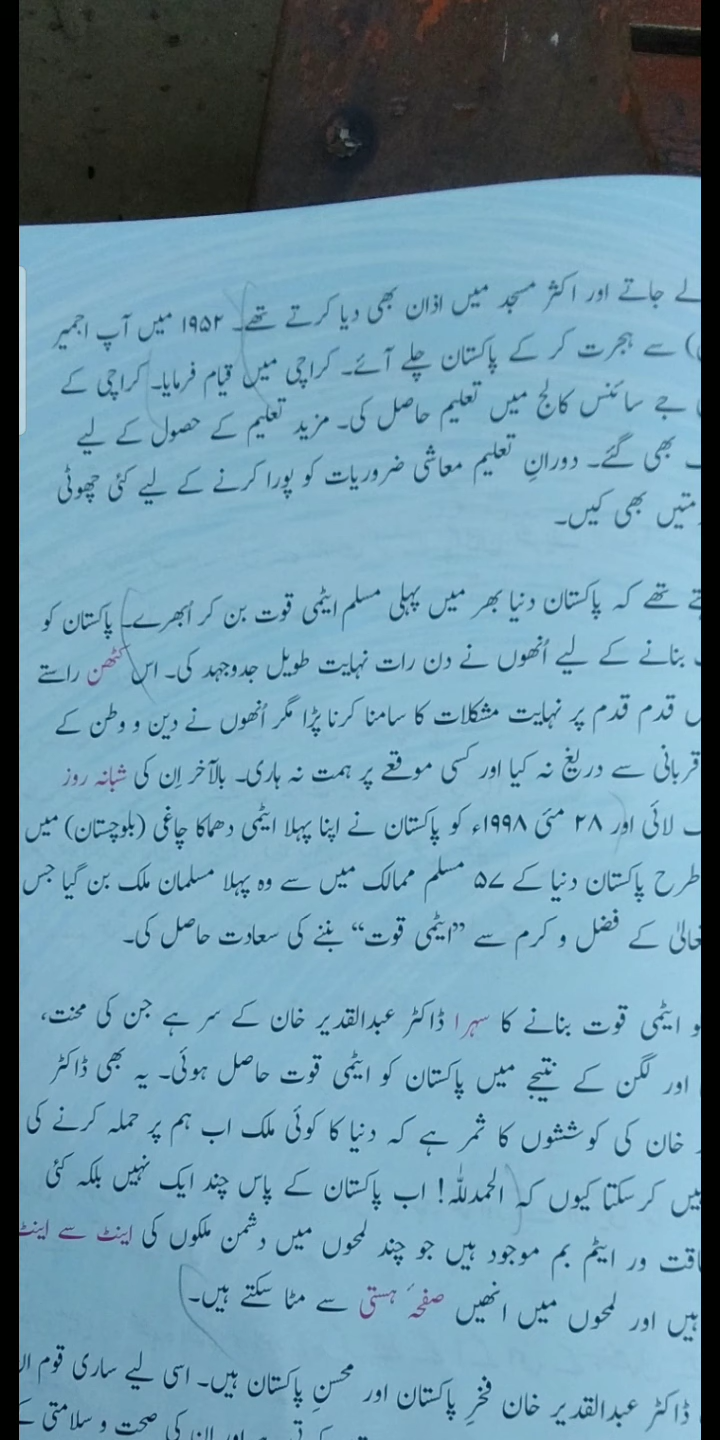 لے جاتے اور اکثر مسجد میں اذان بھی دیا کرتے تھے۔ ۱۹۵۲ میں آپ اجمیر
) سے ہجرت کر کے پاکستان چلے آئے۔ کراچی میں قیام فرمایا۔ کراچی کے
جے سائنس کالج میں تعلیم حاصل کی۔ مزید تعلیم کے حصول کے لیے
بھی گئے۔ دورانِ تعلیم معاشی ضروریات کو پورا کرنے کے لیے کئی چھوٹی
متیں بھی کیں۔
تھے کہ پاکستان دنیا بھر میں پہلی مسلم ایٹمی قوت بن کر اُبھرے۔ پاکستان کو
بنانے کے لیے اُنھوں نے دن رات نہایت طویل جدوجہد کی۔ اس کٹھن راستے
قدم قدم پر نہایت مشکلات کا سامنا کرنا پڑا مگر اُنھوں نے دین و وطن کے
قربانی سے دریغ نہ کیا اور کسی موقعے پر ہمت نہ ہاری۔ بالآخر اِن کی شبانہ روز
لائی اور ۲۸ مئی ۱۹۹۸ء کو پاکستان نے اپنا پہلا ایٹمی دھماکا چاغی (بلوچستان) میں
طرح پاکستان دنیا کے ۵۷ مسلم ممالک میں سے وہ پہلا مسلمان ملک بن گیا جس
عالیٰ کے فضل و کرم سے ”ایٹمی قوت“ بننے کی سعادت حاصل کی۔
و ایٹمی قوت بنانے کا سہرا ڈاکٹر عبدالقدیر خان کے سر ہے جن کی محنت،
اور لگن کے نتیجے میں پاکستان کو ایٹمی قوت حاصل ہوئی۔ یہ بھی ڈاکٹر
خان کی کوششوں کا ثمر ہے کہ دنیا کا کوئی ملک اب ہم پر حملہ کرنے کی
یں کرسکتا کیوں کہ الحمدللہ! اب پاکستان کے پاس چند ایک نہیں بلکہ کئی
اقت ور ایٹم بم موجود ہیں جو چند لمحوں میں دشمن ملکوں کی اینٹ سے اینٹ
ہیں اور لمحوں میں انھیں صفحۂ ہستی سے مٹا سکتے ہیں۔
ڈاکٹر عبدالقدیر خان فخرِ پاکستان اور محسنِ پاکستان ہیں۔ اسی لیے ساری قوم
اور ان کی صحت و سلامتی